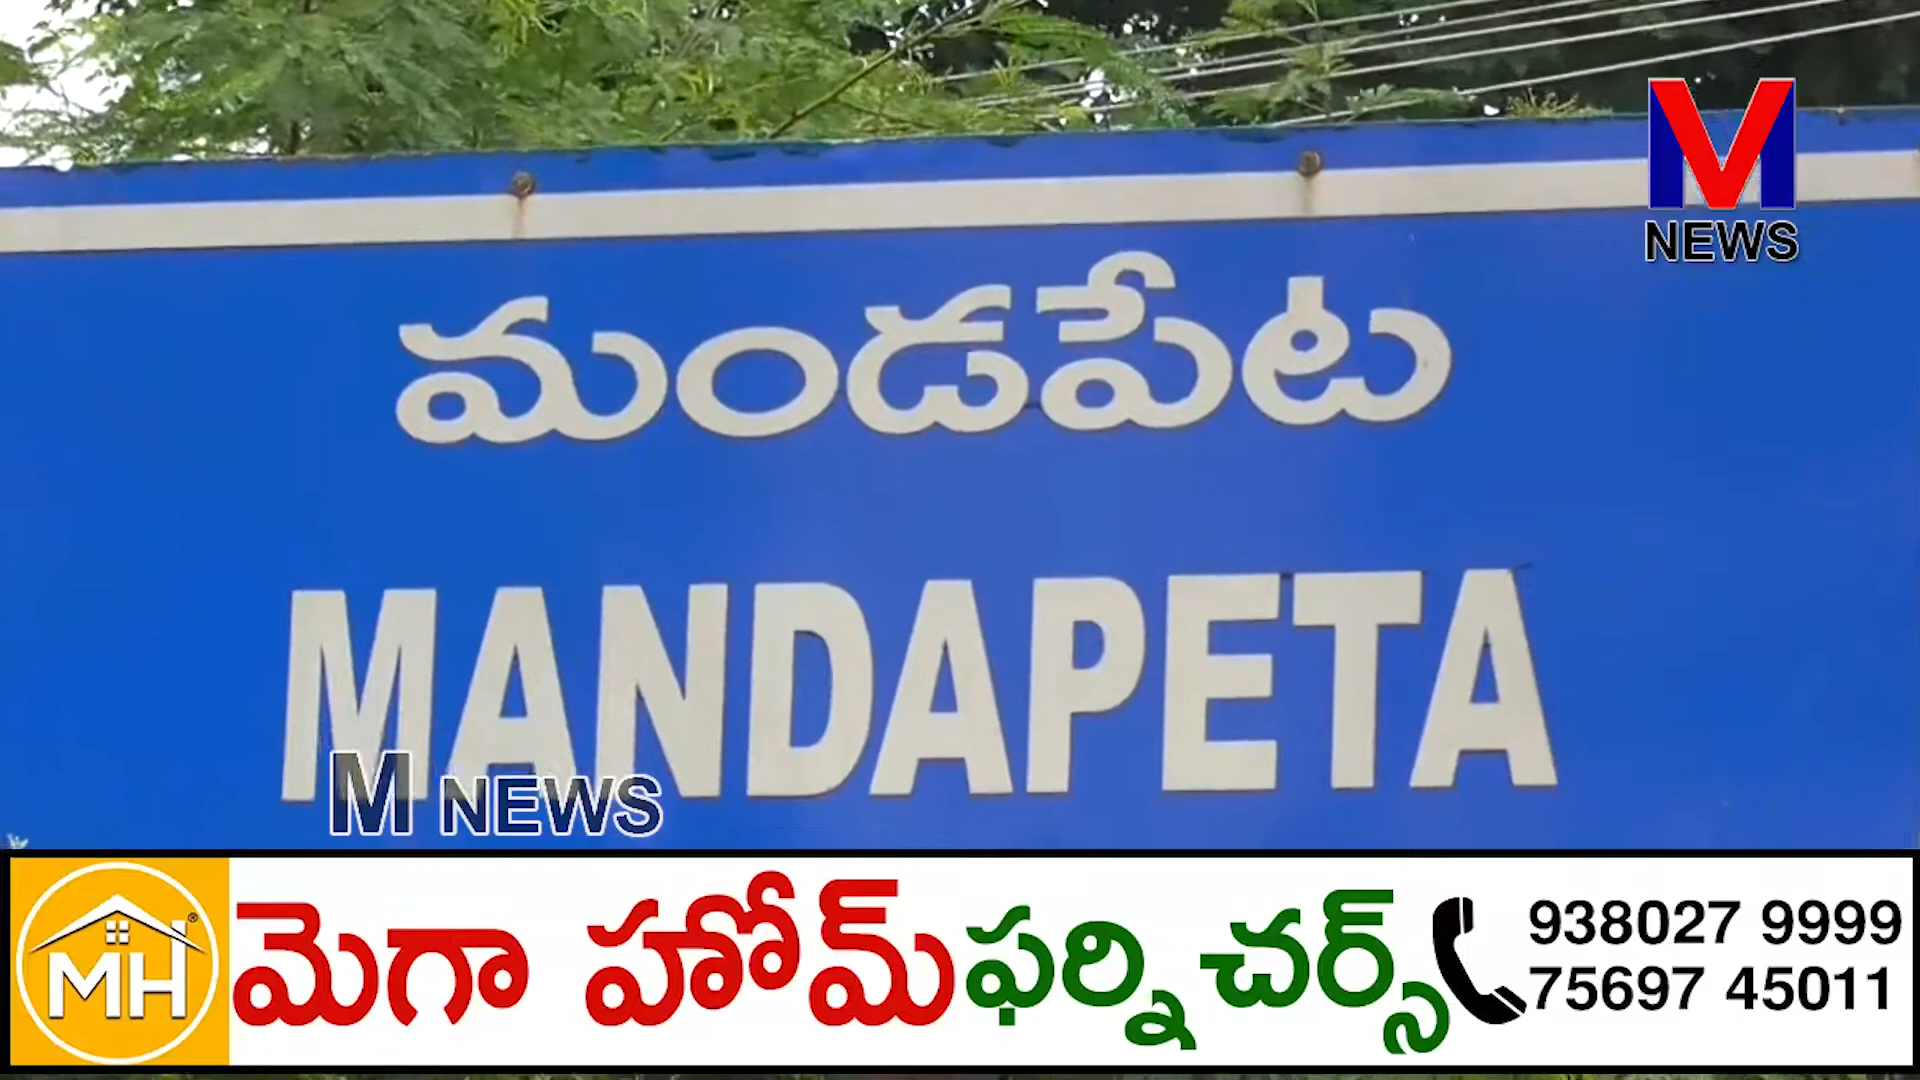 M
NEWS
మండపేట
MANDAPETA
M NEWS
MH®
మెగా హోమ్ ఫర్నిచర్స్
938027 9999
75697 45011